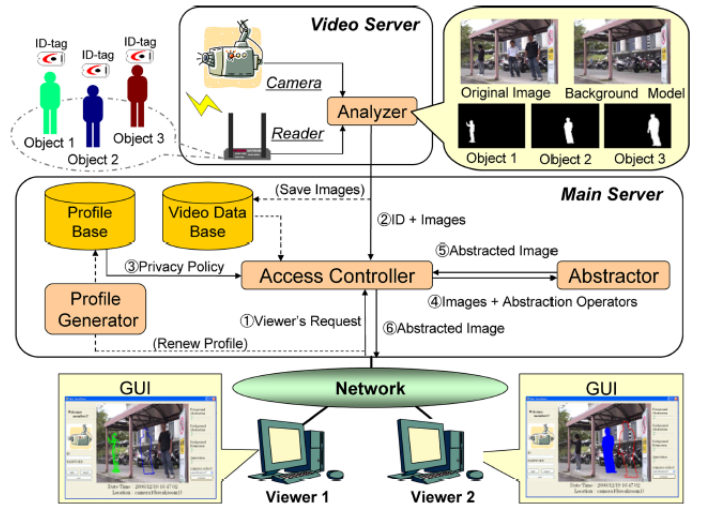 Video Server
ID-tag
ID-tag
ID-tag
Object 1
Object 2
Object 3
Camera
Reader
Analyzer
Original Image
Background Model
Object 1
Object 2
Object 3
Main Server
(Save Images)
Profile
Base
Video Data
Base
②ID + Images
③Privacy Policy
⑤Abstracted Image
Access Controller
Abstractor
④Images + Abstraction Operators
Profile
Generator
①Viewer's Request
⑥Abstracted Image
(Renew Profile)
Network
GUI
GUI
Viewer 1
Viewer 2